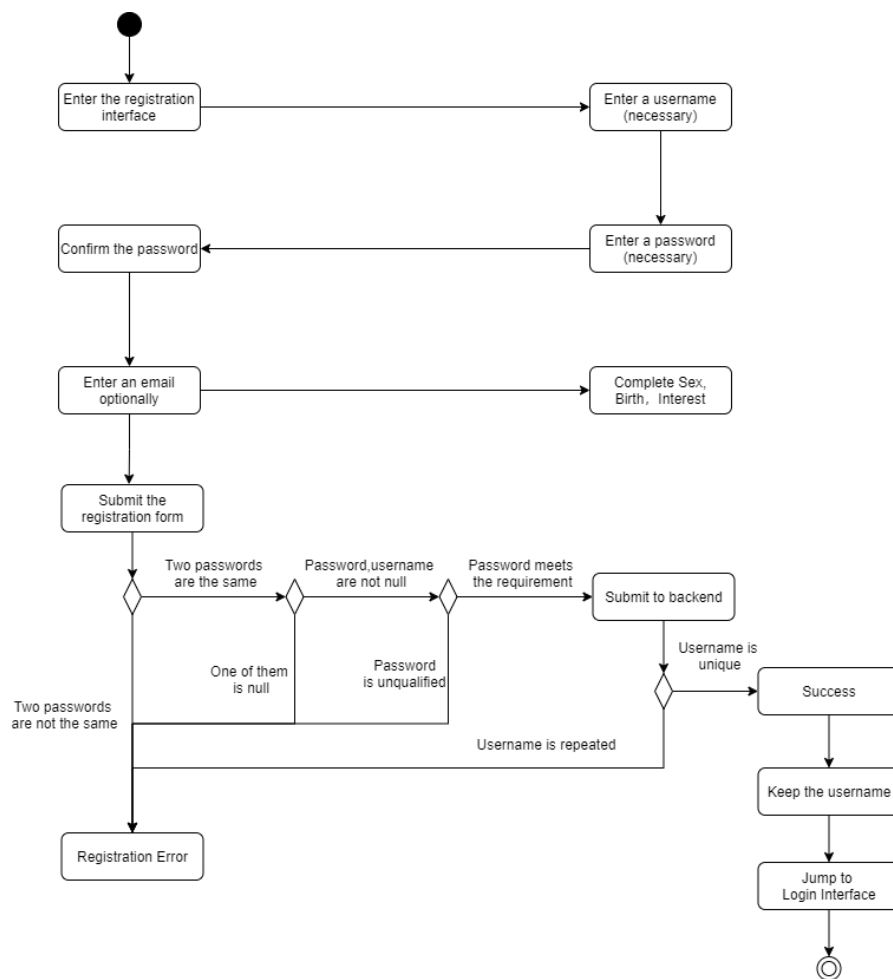 Enter the registration
interface
Enter a username
(necessary)
Confirm the password
Enter a password
(necessary)
Enter an email
optionally
Complete Sex,
Birth，Interest
Submit the
registration form
Two passwords
are the same
Password,username
are not null
Password meets
the requirement
Submit to backend
One of them
is null
Password
is unqualified
Username is
unique
Two passwords
are not the same
Success
Username is repeated
Keep the username
Registration Error
Jump to
Login Interface